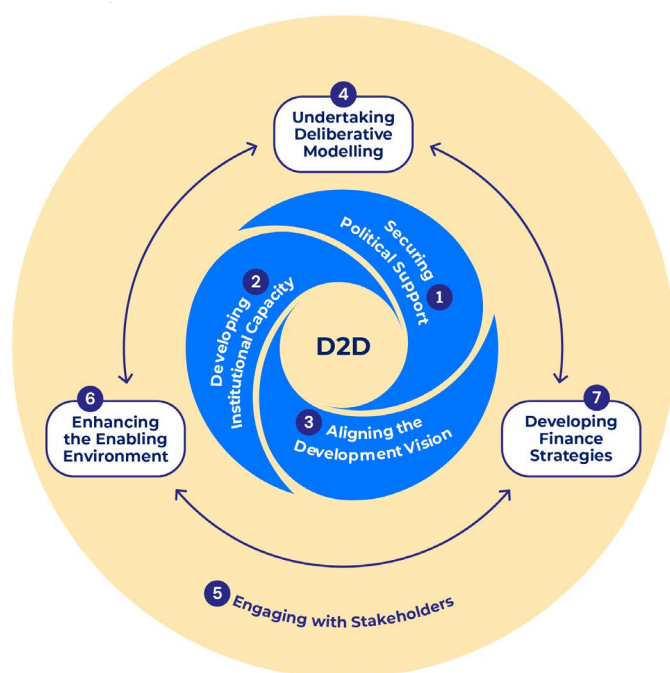 4
Undertaking
Deliberative
Modelling
Securing
Political Support
1
2
Developing
Institutional Capacity
D2D
3
Aligning the
Development Vision
6
Enhancing
the Enabling
Environment
7
Developing
Finance
Strategies
5
Engaging with Stakeholders